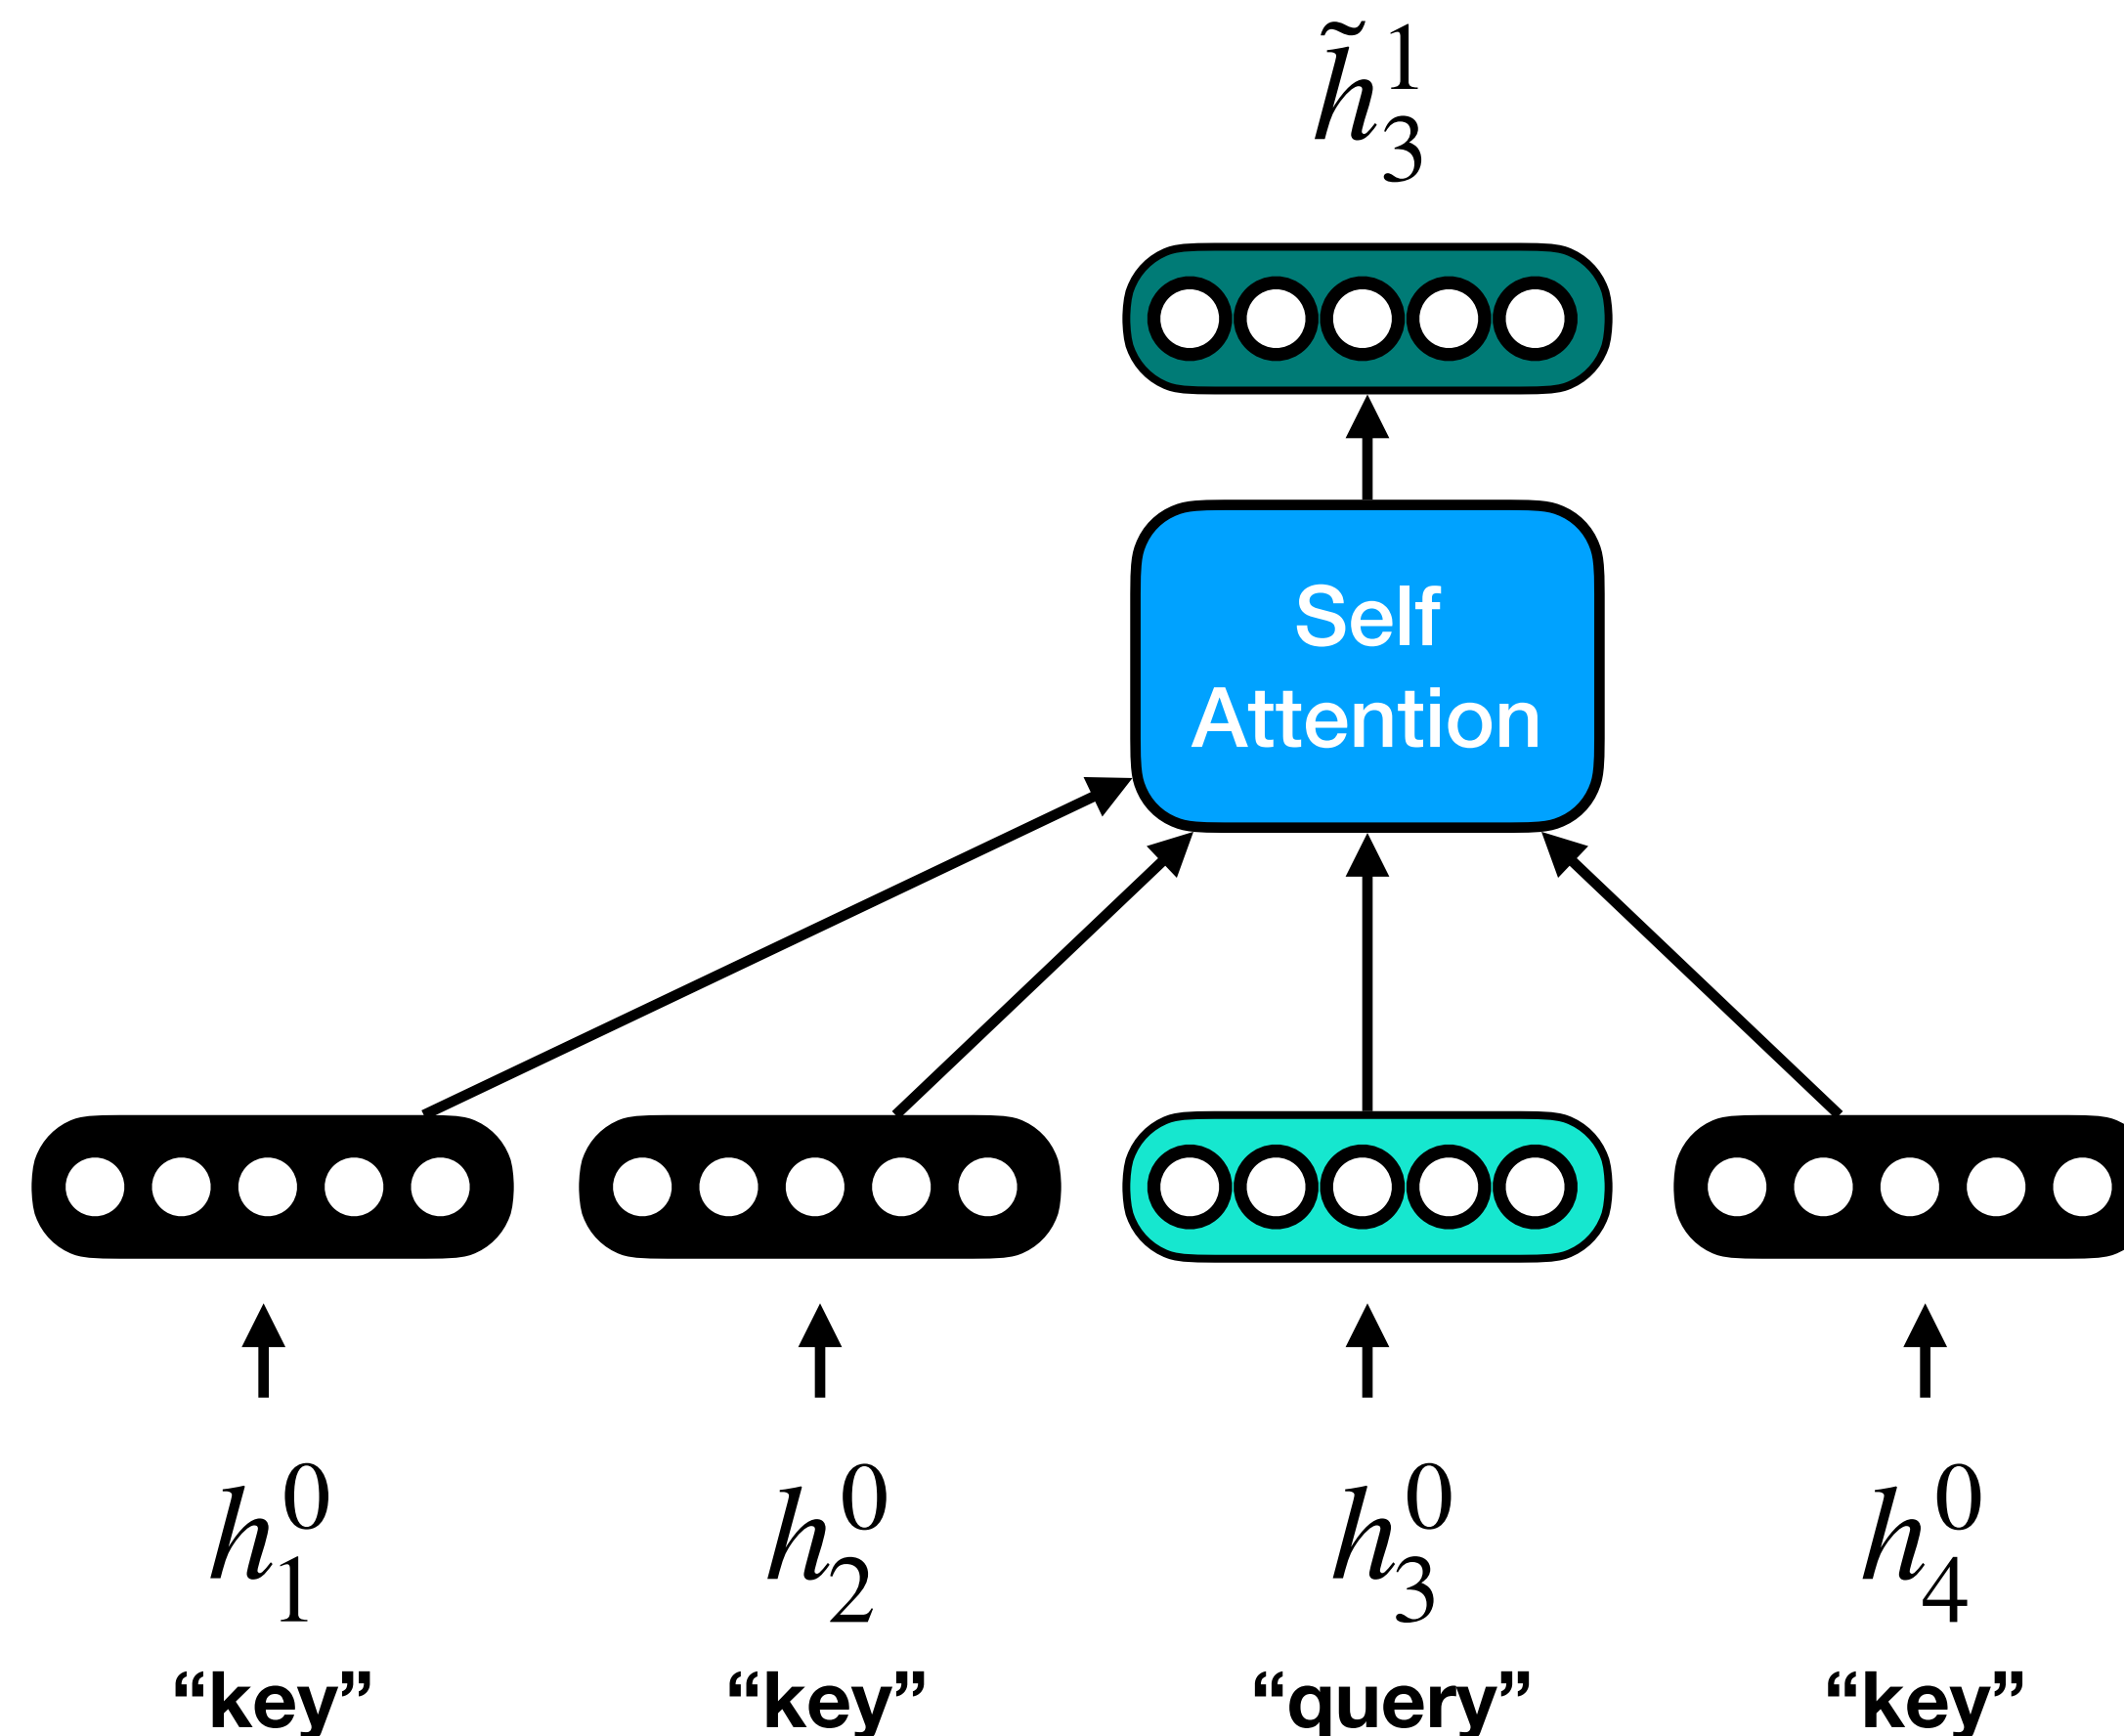 h̃₃¹
Self
Attention
h₁⁰ h₂⁰ h₃⁰ h₄⁰
“key” “key” “query” “key”